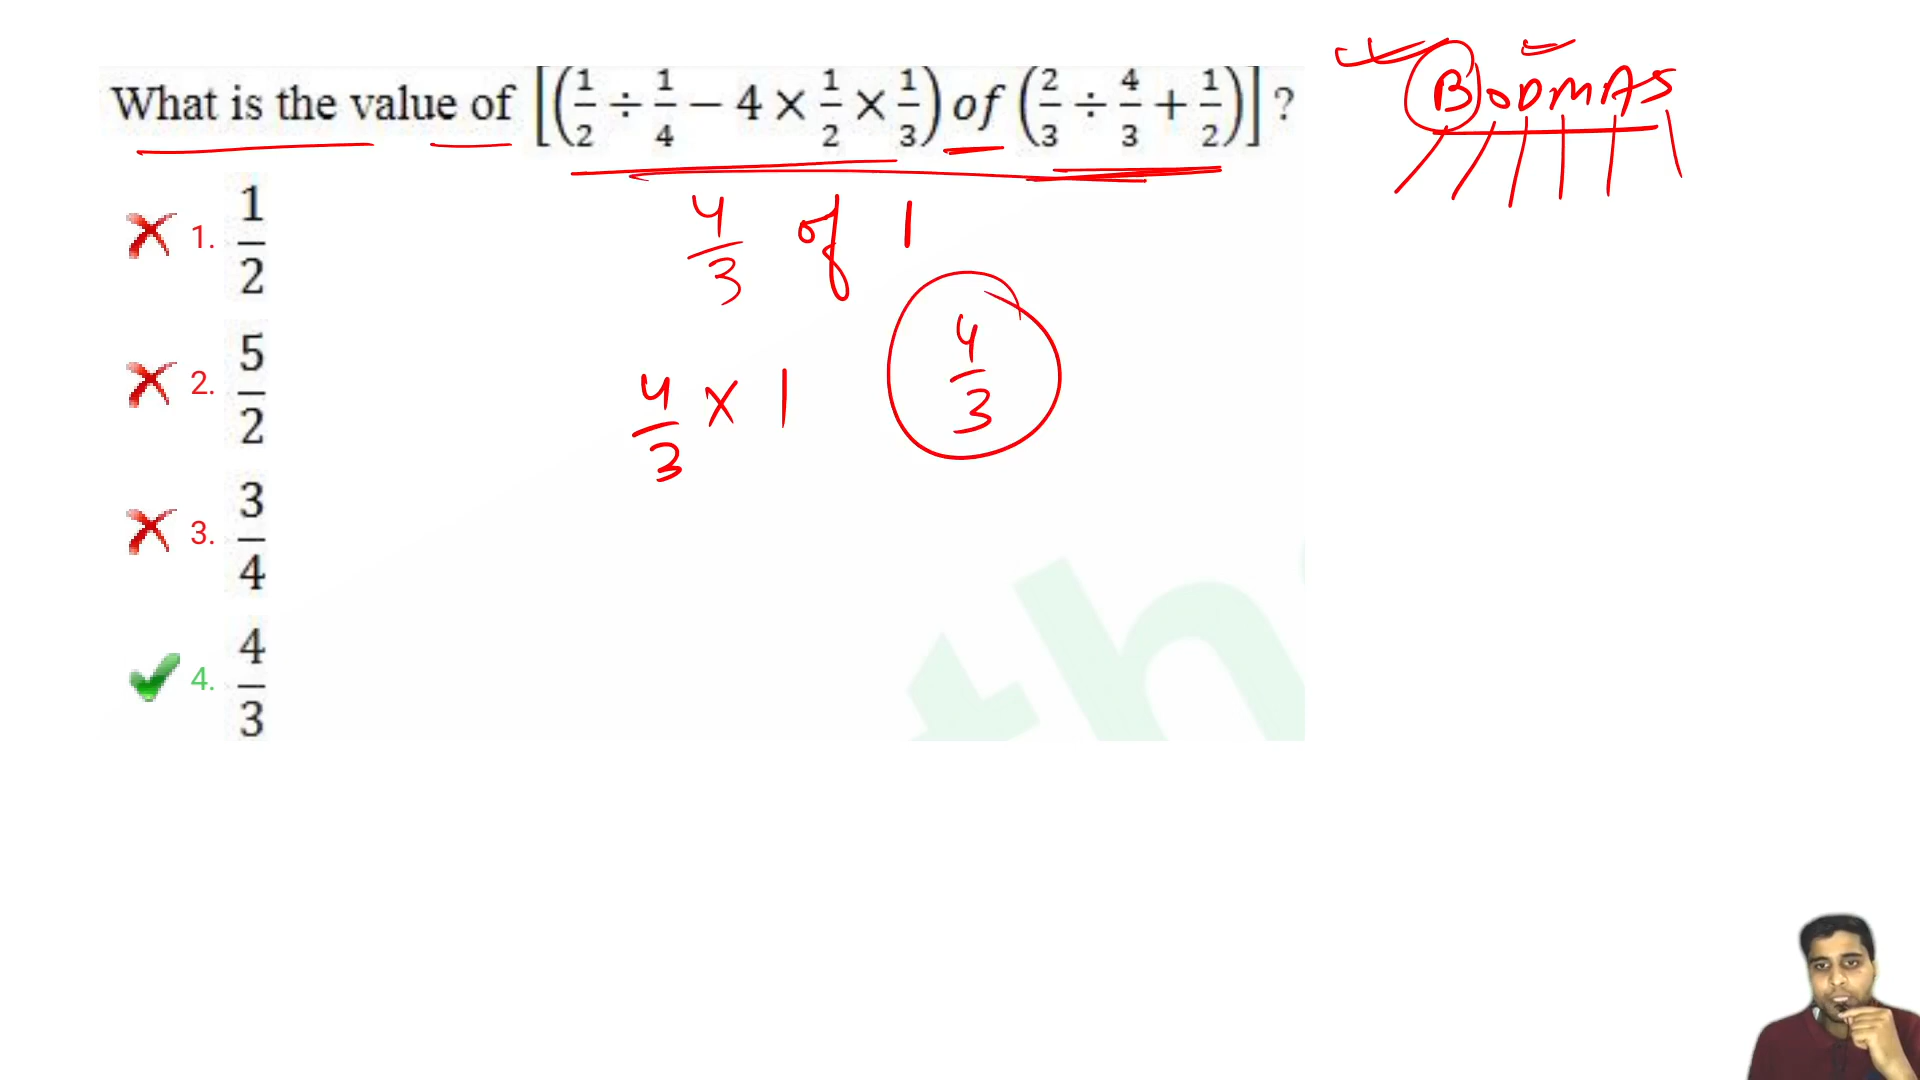 What is the value of [(1/2 ÷ 1/4 − 4 × 1/2 × 1/3) of (2/3 ÷ 4/3 + 1/2)] ?
BODMAS
1. 1/2
2. 5/2
3. 3/4
4. 4/3
4/3 of 1
4/3 × 1
4/3